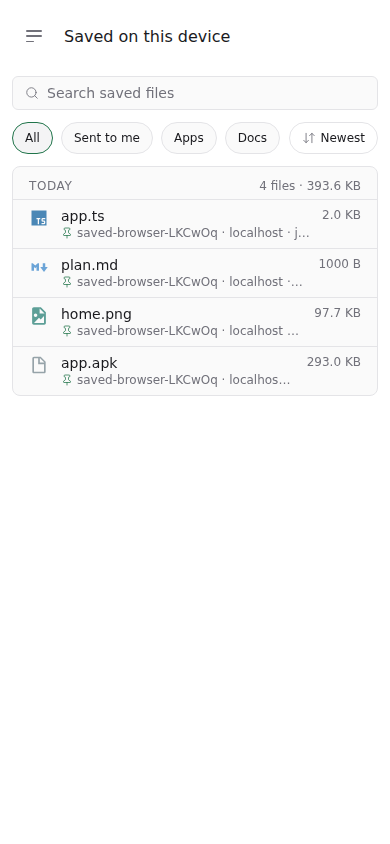 Saved on this device
Search saved files
All
Sent to me
Apps
Docs
Newest
TODAY
4 files · 393.6 KB
TS
app.ts
2.0 KB
saved-browser-LKCwOq · localhost · j…
M
plan.md
1000 B
saved-browser-LKCwOq · localhost ·…
home.png
97.7 KB
saved-browser-LKCwOq · localhost …
app.apk
293.0 KB
saved-browser-LKCwOq · localhos…